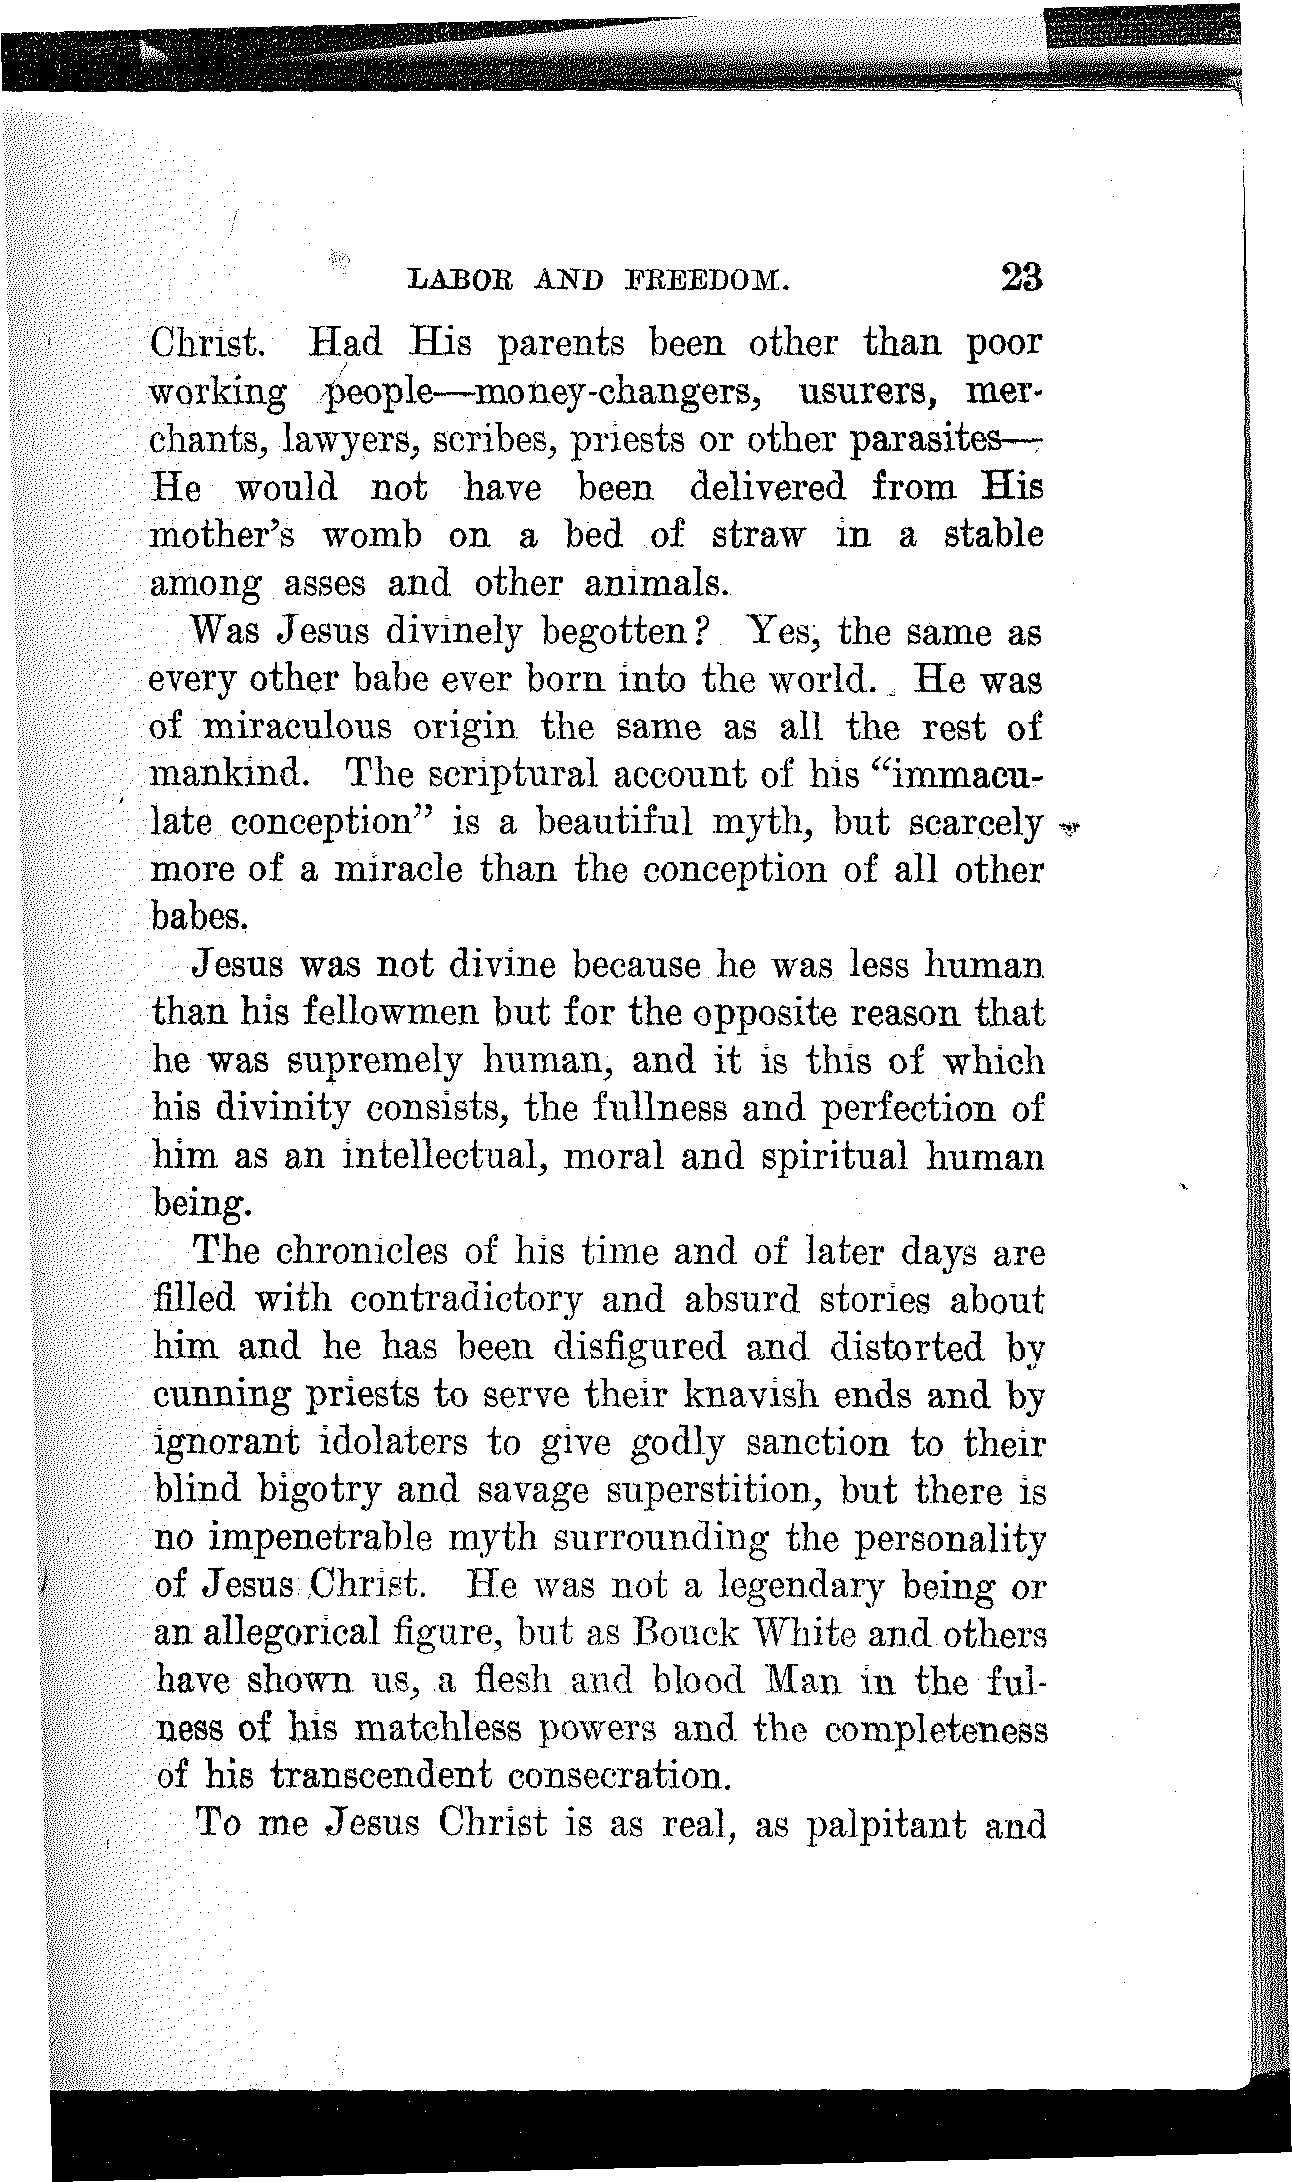 LABOR AND FREEDOM. 23
Christ. Had His parents been other than poor
working people—money-changers, usurers, mer-
chants, lawyers, scribes, priests or other parasites—
He would not have been delivered from His
mother's womb on a bed of straw in a stable
among asses and other animals.
Was Jesus divinely begotten? Yes, the same as
every other babe ever born into the world. He was
of miraculous origin the same as all the rest of
mankind. The scriptural account of his “immacu-
late conception” is a beautiful myth, but scarcely
more of a miracle than the conception of all other
babes.
Jesus was not divine because he was less human
than his fellowmen but for the opposite reason that
he was supremely human, and it is this of which
his divinity consists, the fullness and perfection of
him as an intellectual, moral and spiritual human
being.
The chronicles of his time and of later days are
filled with contradictory and absurd stories about
him and he has been disfigured and distorted by
cunning priests to serve their knavish ends and by
ignorant idolaters to give godly sanction to their
blind bigotry and savage superstition, but there is
no impenetrable myth surrounding the personality
of Jesus Christ. He was not a legendary being or
an allegorical figure, but as Bouck White and others
have shown us, a flesh and blood Man in the ful-
ness of his matchless powers and the completeness
of his transcendent consecration.
To me Jesus Christ is as real, as palpitant and